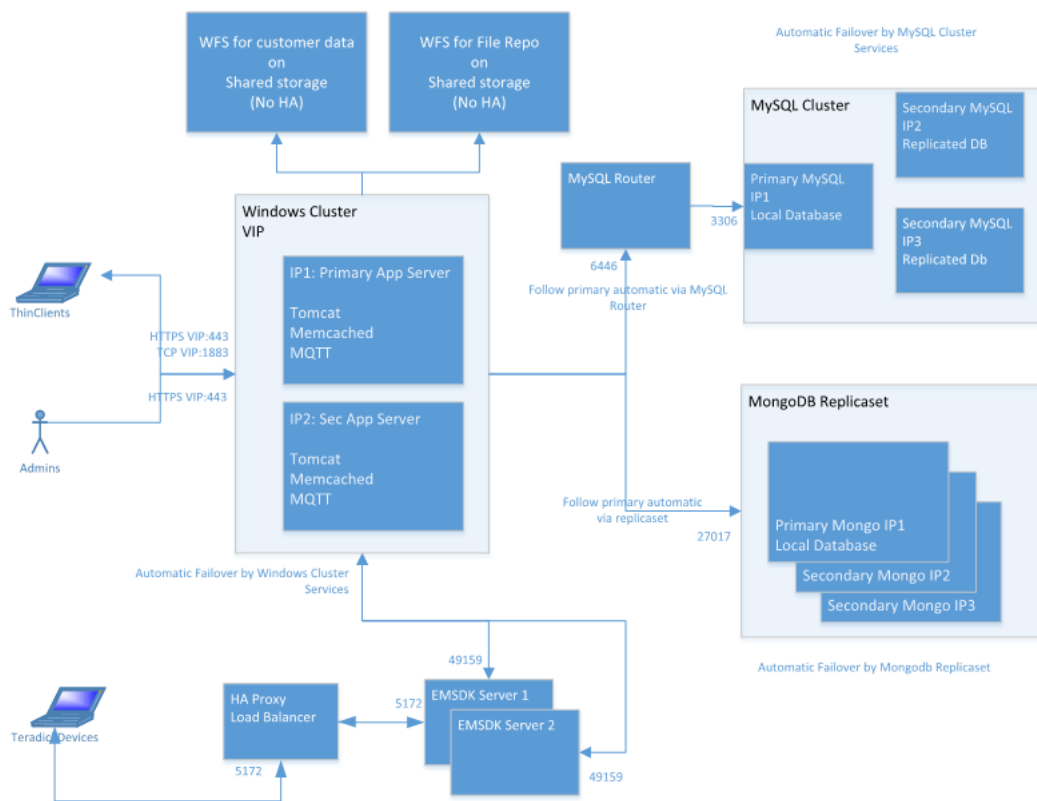 WFS for customer data
on
Shared storage
(No HA)
WFS for File Repo
on
Shared storage
(No HA)
Automatic Failover by MySQL Cluster
Services
MySQL Cluster
Secondary MySQL
IP2
Replicated DB
Primary MySQL
IP1
Local Database
Secondary MySQL
IP3
Replicated Db
MySQL Router
3306
6446
Follow primary automatic via MySQL
Router
Windows Cluster
VIP
IP1: Primary App Server
Tomcat
Memcached
MQTT
IP2: Sec App Server
Tomcat
Memcached
MQTT
ThinClients
HTTPS VIP:443
TCP VIP:1883
HTTPS VIP:443
Admins
MongoDB Replicaset
Primary Mongo IP1
Local Database
Secondary Mongo IP2
Secondary Mongo IP3
Follow primary automatic
via replicaset
27017
Automatic Failover by Mongodb Replicaset
Automatic Failover by Windows Cluster
Services
49159
EMSDK Server 1
EMSDK Server 2
49159
5172
HA Proxy
Load Balancer
5172
Teradici Devices